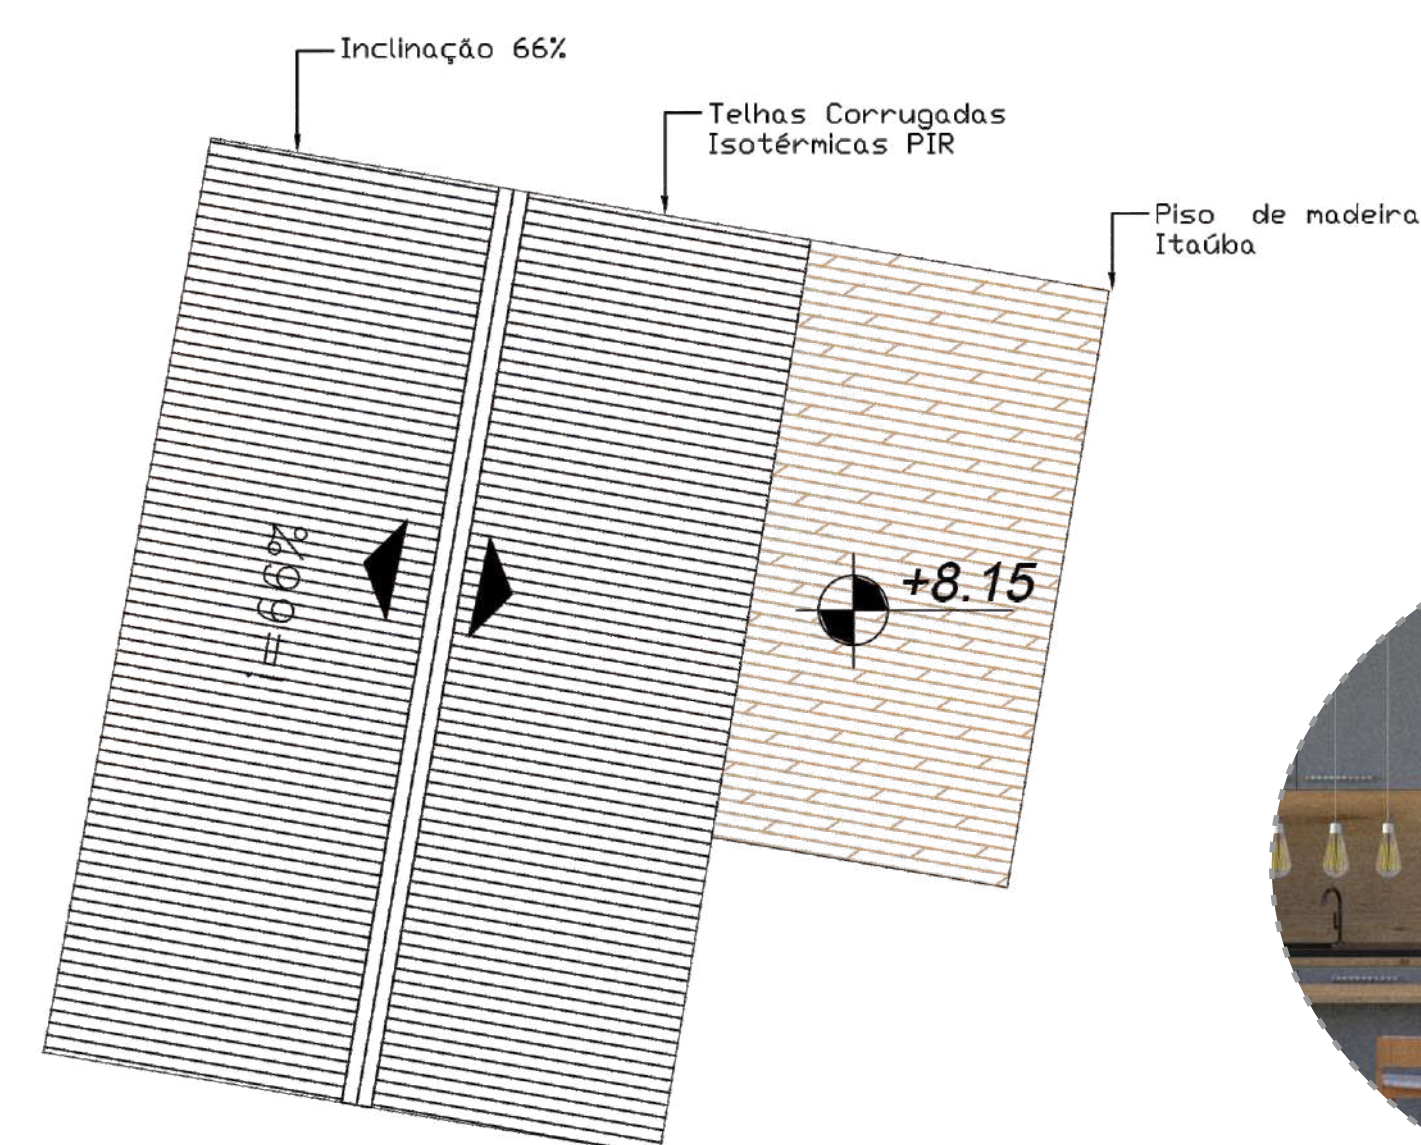 Inclinação 66%
Telhas Corrugadas
Isotérmicas PIR
Piso de madeira
Itaúba
i=66%
+8.15